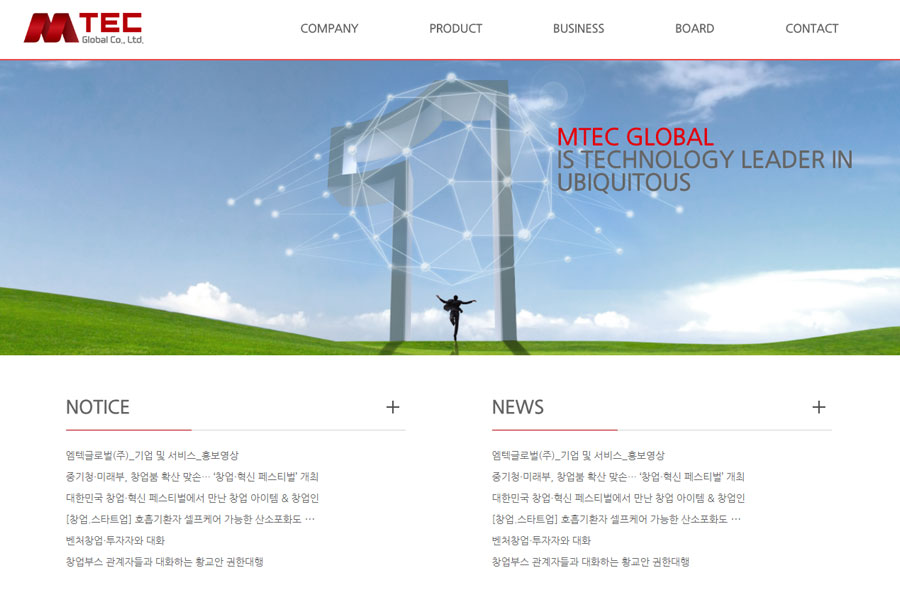 MTEC
Global Co., Ltd.
COMPANY
PRODUCT
BUSINESS
BOARD
CONTACT
MTEC GLOBAL
IS TECHNOLOGY LEADER IN
UBIQUITOUS
NOTICE +
엠텍글로벌(주)_기업 및 서비스_홍보영상
중기청·미래부, 창업붐 확산 맞손… ‘창업·혁신 페스티벌’ 개최
대한민국 창업·혁신 페스티벌에서 만난 창업 아이템 & 창업인
[창업.스타트업] 호흡기환자 셀프케어 가능한 산소포화도 …
벤처창업·투자자와 대화
창업부스 관계자들과 대화하는 황교안 권한대행
NEWS +
엠텍글로벌(주)_기업 및 서비스_홍보영상
중기청·미래부, 창업붐 확산 맞손… ‘창업·혁신 페스티벌’ 개최
대한민국 창업·혁신 페스티벌에서 만난 창업 아이템 & 창업인
[창업.스타트업] 호흡기환자 셀프케어 가능한 산소포화도 …
벤처창업·투자자와 대화
창업부스 관계자들과 대화하는 황교안 권한대행